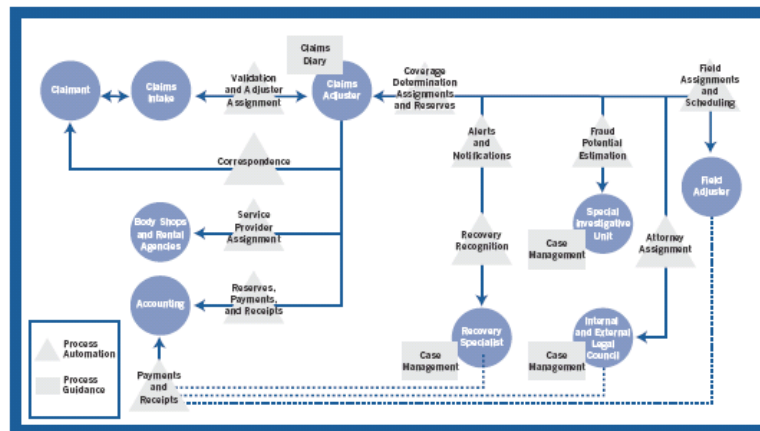 Claims
Diary
Claimant
Claims
Intake
Validation
and Adjuster
Assignment
Claims
Adjuster
Coverage
Determination
Assignments
and Reserves
Field
Assignments
and
Scheduling
Alerts
and
Notifications
Fraud
Potential
Estimation
Correspondence
Field
Adjuster
Body Shops
and Rental
Agencies
Service
Provider
Assignment
Recovery
Recognition
Special
Investigative
Unit
Case
Management
Attorney
Assignment
Accounting
Reserves,
Payments,
and Receipts
Recovery
Specialist
Case
Management
Internal
and External
Legal
Council
Case
Management
Process
Automation
Process
Guidance
Payments
and
Receipts